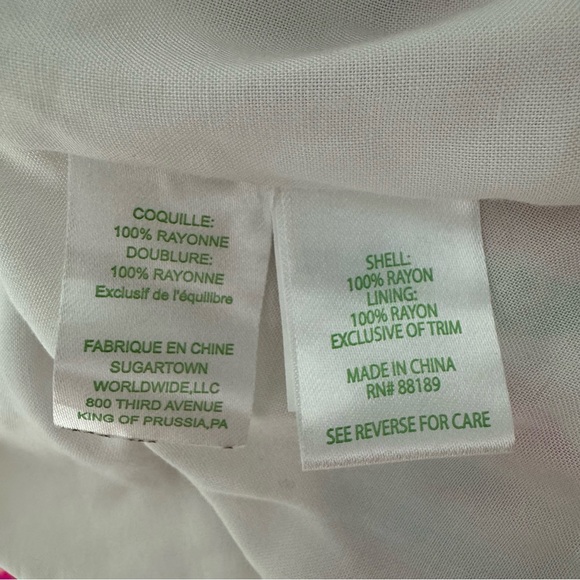 COQUILLE:
100% RAYONNE
DOUBLURE:
100% RAYONNE
Exclusif de l'équilibre
FABRIQUE EN CHINE
SUGARTOWN
WORLDWIDE,LLC
800 THIRD AVENUE
KING OF PRUSSIA,PA
SHELL:
100% RAYON
LINING:
100% RAYON
EXCLUSIVE OF TRIM
MADE IN CHINA
RN# 88189
SEE REVERSE FOR CARE